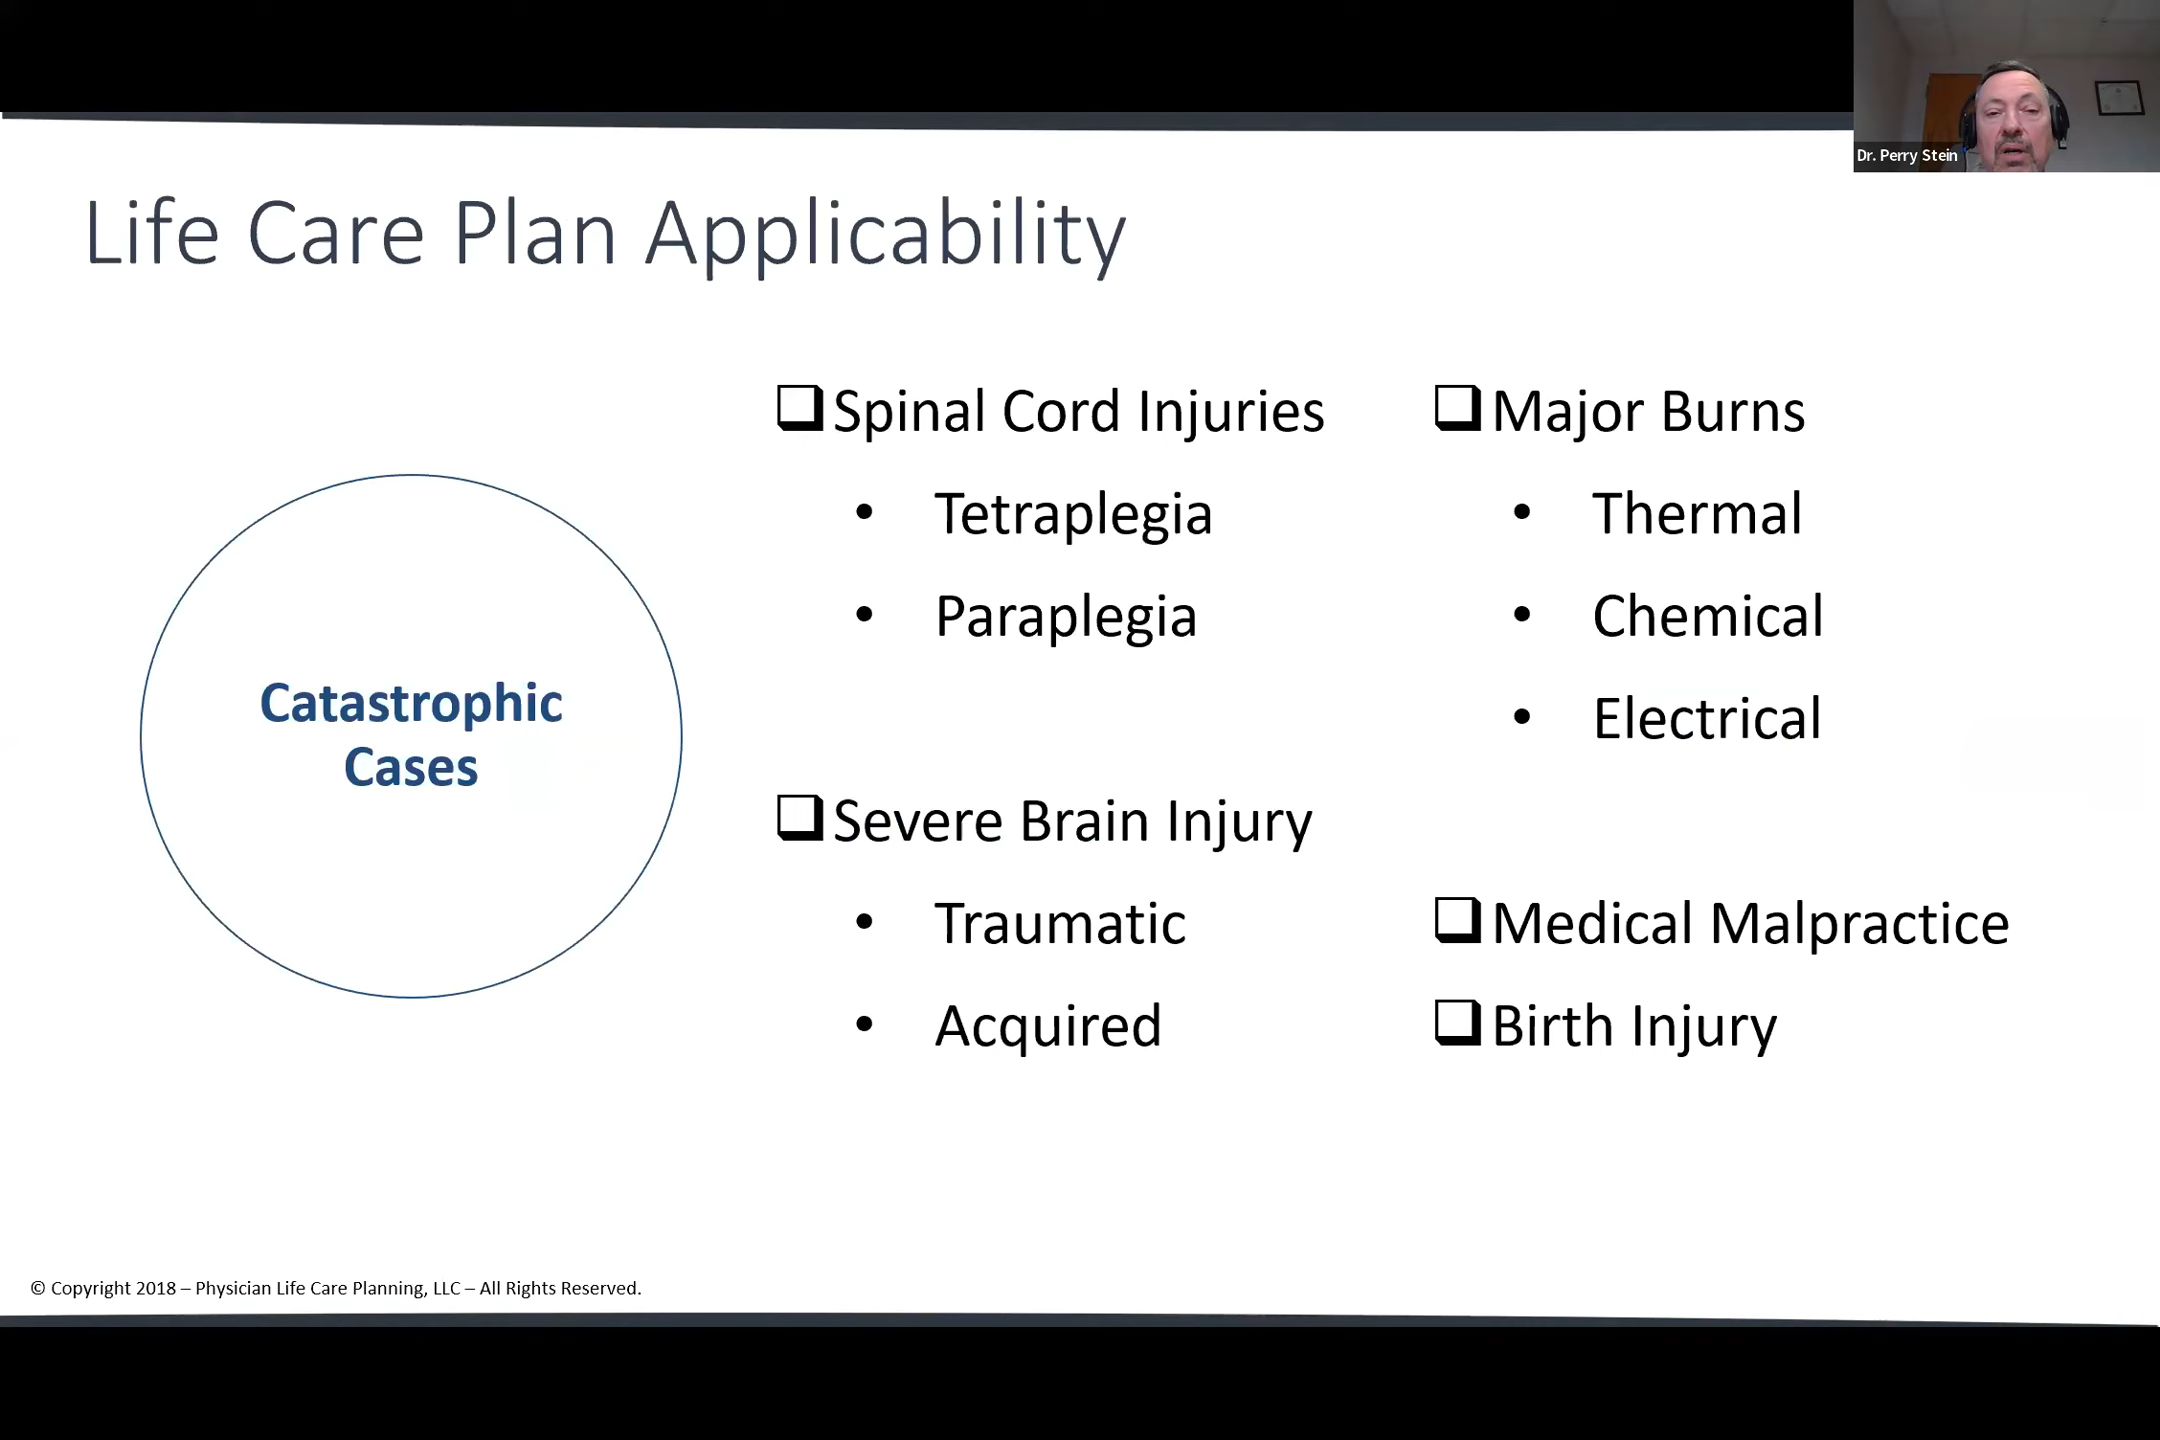 Dr. Perry Stein
Life Care Plan Applicability
Catastrophic
Cases
❑ Spinal Cord Injuries
• Tetraplegia
• Paraplegia
❑ Severe Brain Injury
• Traumatic
• Acquired
❑ Major Burns
• Thermal
• Chemical
• Electrical
❑ Medical Malpractice
❑ Birth Injury
© Copyright 2018 – Physician Life Care Planning, LLC – All Rights Reserved.